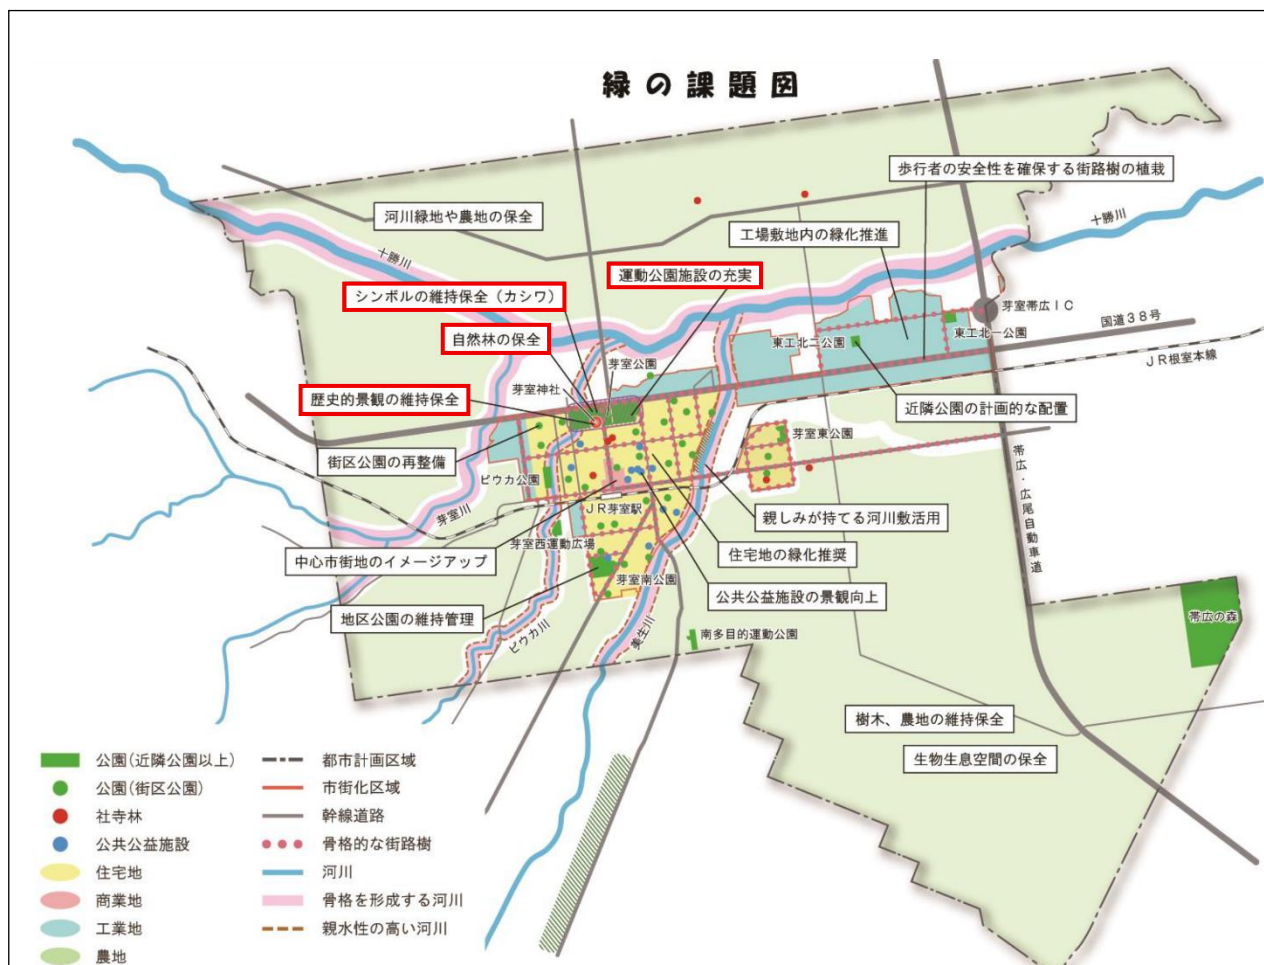 緑の課題図
歩行者の安全性を確保する街路樹の植栽
河川緑地や農地の保全
十勝川
工場敷地内の緑化推進
十勝川
運動公園施設の充実
シンボルの維持保全（カシワ）
芽室帯広IC
国道38号
自然林の保全
東工北二公園
東工北一公園
JR根室本線
芽室公園
芽室神社
歴史的景観の維持保全
近隣公園の計画的な配置
芽室東公園
街区公園の再整備
ピウカ公園
帯広・広尾自動車道
芽室川
JR芽室駅
親しみが持てる河川敷活用
芽室西運動広場
住宅地の緑化推奨
中心市街地のイメージアップ
芽室南公園
公共公益施設の景観向上
地区公園の維持管理
ピウカ川
美生川
南多目的運動公園
帯広の森
樹木、農地の維持保全
生物生息空間の保全
公園(近隣公園以上)
公園(街区公園)
社寺林
公共公益施設
住宅地
商業地
工業地
農地
都市計画区域
市街化区域
幹線道路
骨格的な街路樹
河川
骨格を形成する河川
親水性の高い河川